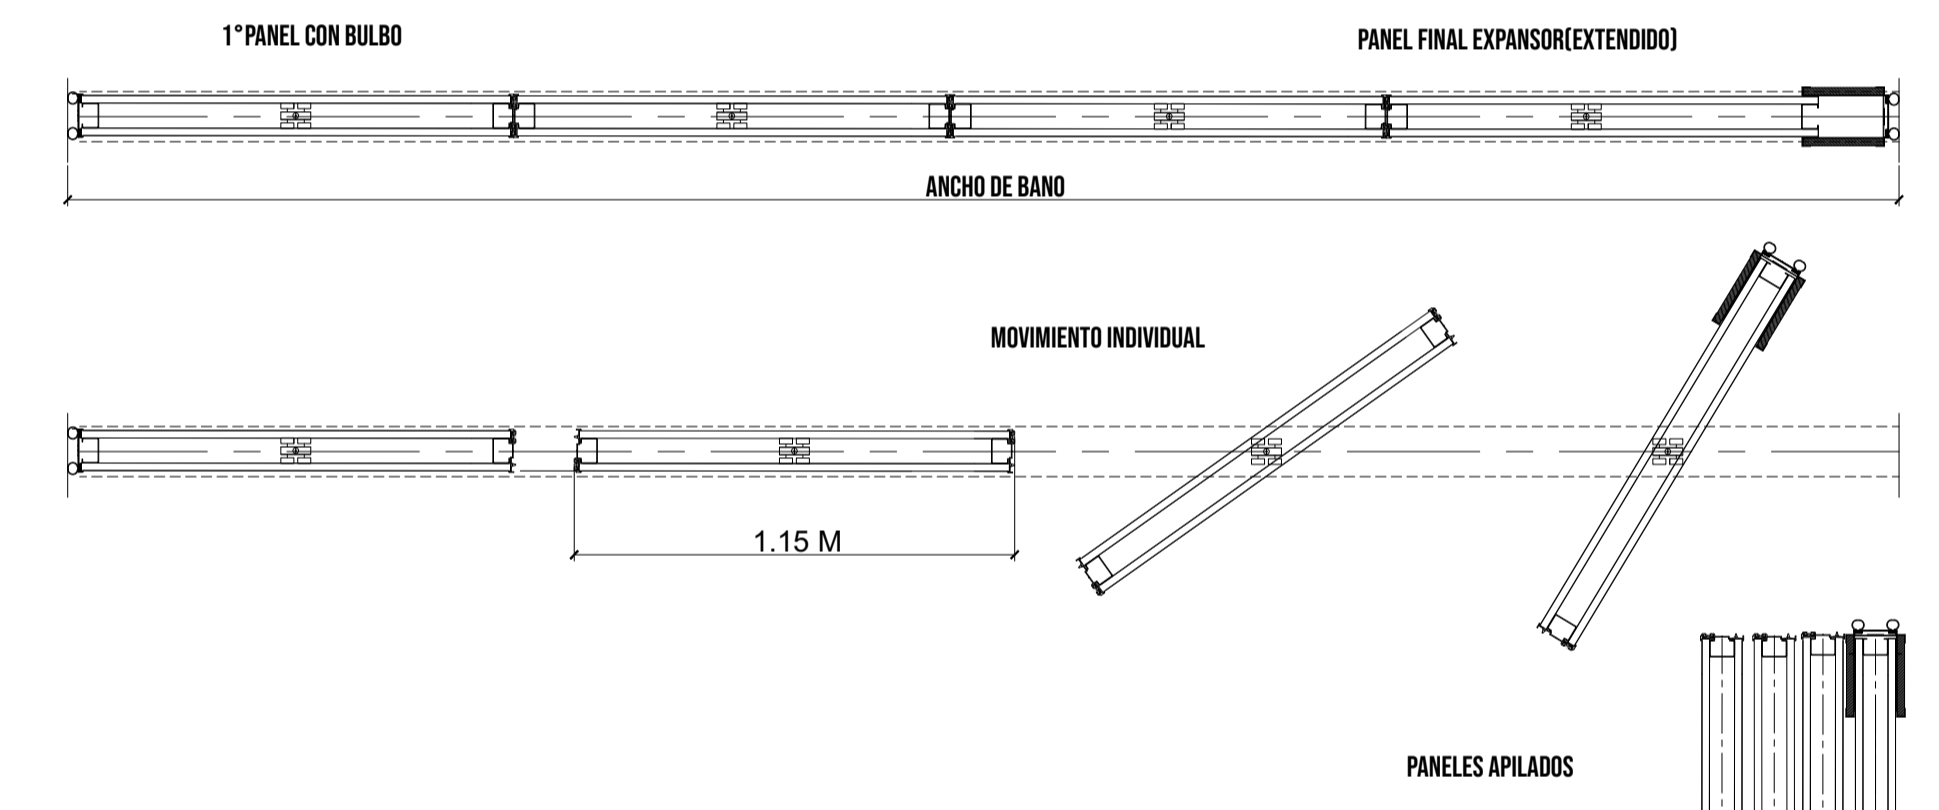 1°PANEL CON BULBO
PANEL FINAL EXPANSOR(EXTENDIDO)
ANCHO DE BANO
MOVIMIENTO INDIVIDUAL
1.15 M
PANELES APILADOS